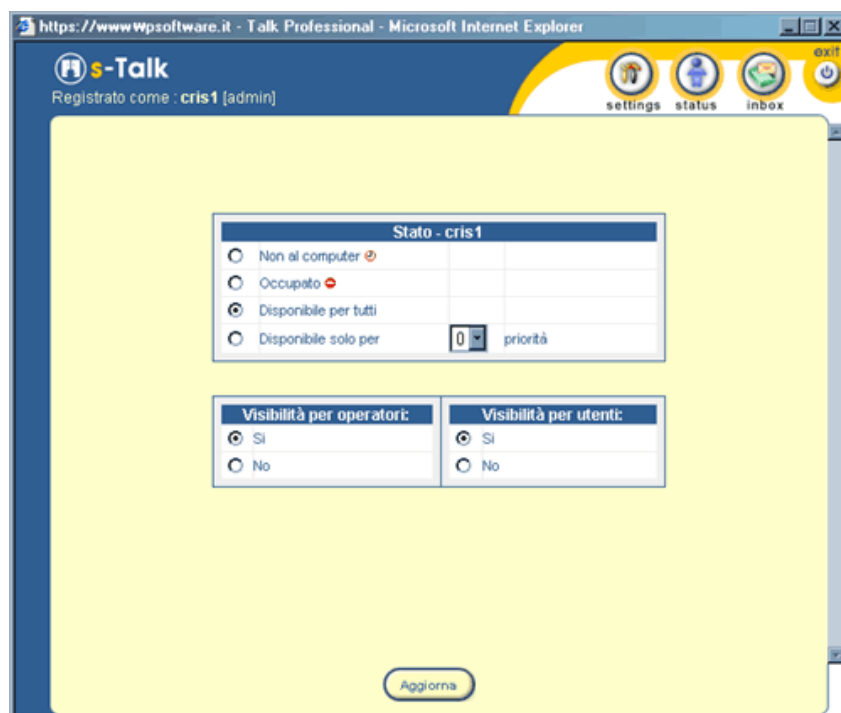 https://www.wpsoftware.it - Talk Professional - Microsoft Internet Explorer
s-Talk
Registrato come : cris1 [admin]
settings
status
inbox
exit
Stato - cris1
Non al computer
Occupato
Disponibile per tutti
Disponibile solo per 0 priorità
Visibilità per operatori:
Si
No
Visibilità per utenti:
Si
No
Aggiorna